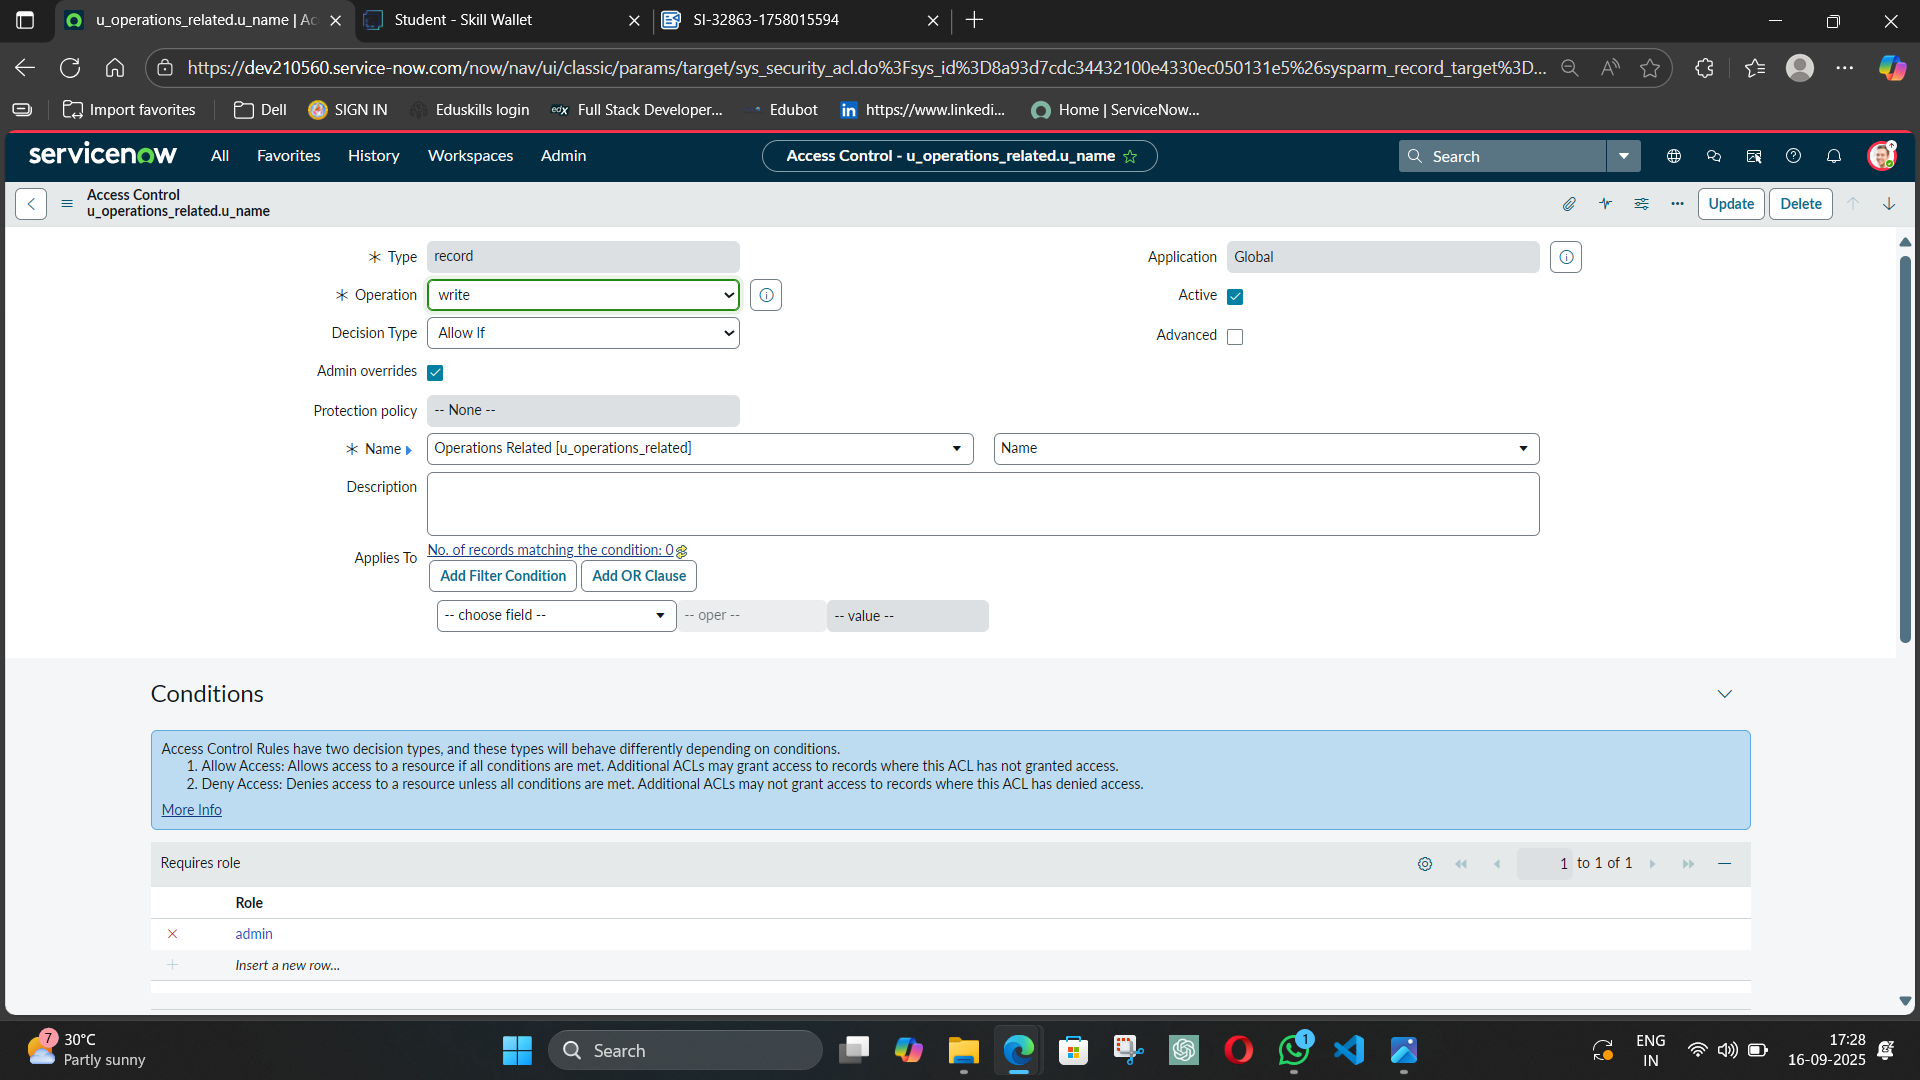 u_operations_related.u_name | Ac
Student - Skill Wallet
SI-32863-1758015594
https://dev210560.service-now.com/now/nav/ui/classic/params/target/sys_security_acl.do%3Fsys_id%3D8a93d7cdc34432100e4330ec050131e5%26sysparm_record_target%3D...
Import favorites
Dell
SIGN IN
Eduskills login
edX
Full Stack Developer...
Edubot
https://www.linkedi...
Home | ServiceNow...
servicenow
All
Favorites
History
Workspaces
Admin
Access Control - u_operations_related.u_name
Search
Access Control
u_operations_related.u_name
Update
Delete
Type
record
Application
Global
Operation
write
Active
Decision Type
Allow If
Advanced
Admin overrides
Protection policy
-- None --
Name
Operations Related [u_operations_related]
Name
Description
Applies To
No. of records matching the condition: 0
Add Filter Condition
Add OR Clause
-- choose field --
-- oper --
-- value --
Conditions
Access Control Rules have two decision types, and these types will behave differently depending on conditions.
1. Allow Access: Allows access to a resource if all conditions are met. Additional ACLs may grant access to records where this ACL has not granted access.
2. Deny Access: Denies access to a resource unless all conditions are met. Additional ACLs may not grant access to records where this ACL has denied access.
More Info
Requires role
1 to 1 of 1
Role
admin
Insert a new row...
7
30°C
Partly sunny
Search
1
ENG
IN
17:28
16-09-2025